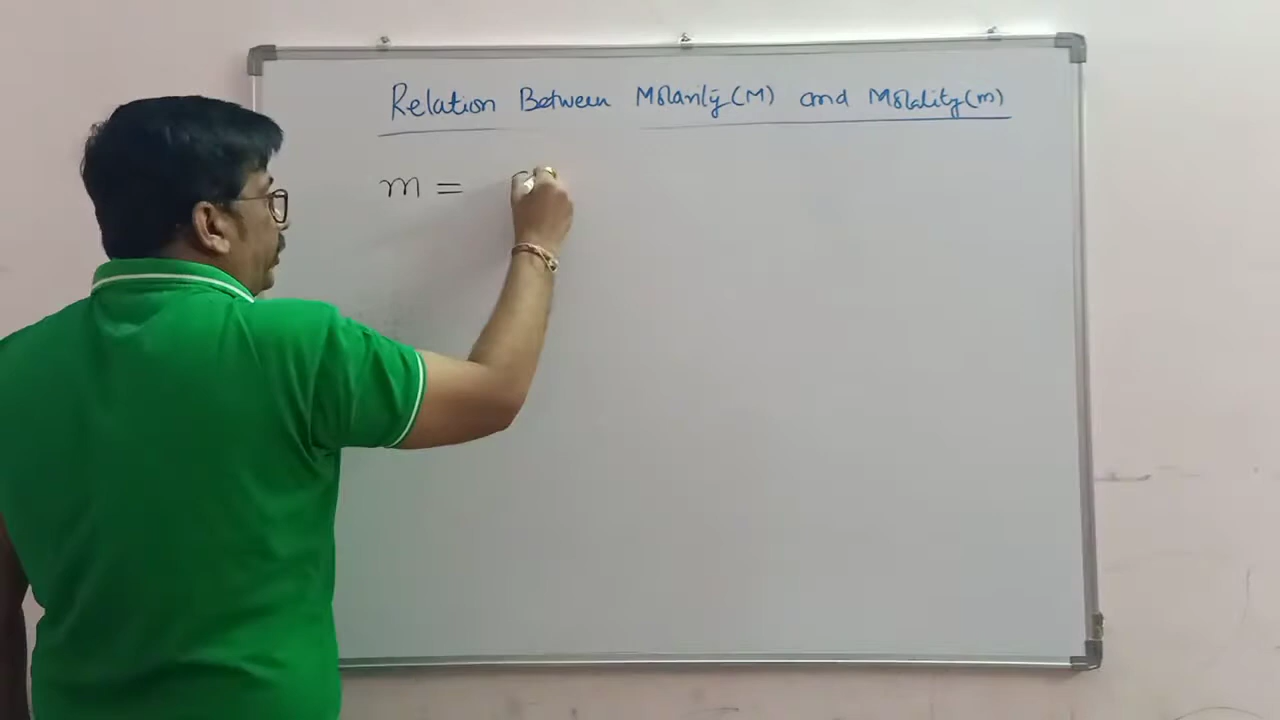 Relation Between Molarity(M) and Molality(m)
m =